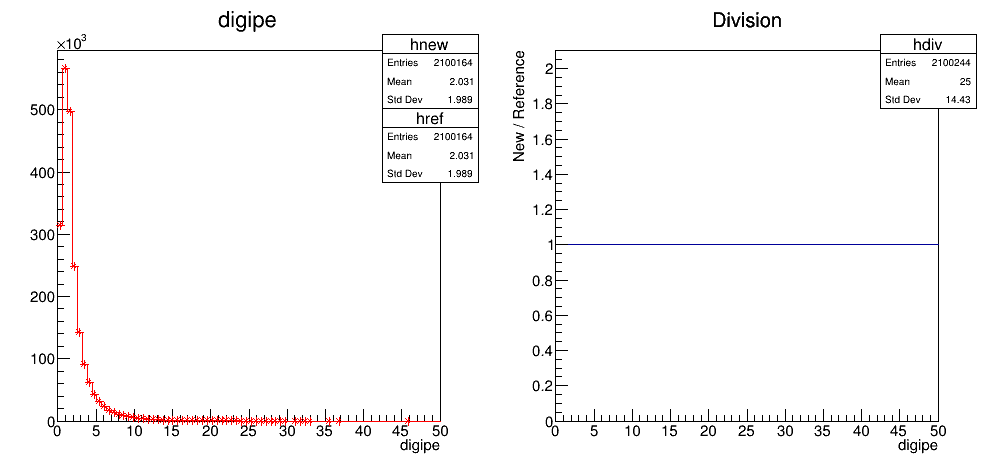 digipe
×10³
hnew
Entries 2100164
Mean 2.031
Std Dev 1.989
href
Entries 2100164
Mean 2.031
Std Dev 1.989
500
400
300
200
100
0
0 5 10 15 20 25 30 35 40 45 50
digipe
Division
New / Reference
hdiv
Entries 2100244
Mean 25
Std Dev 14.43
2
1.8
1.6
1.4
1.2
1
0.8
0.6
0.4
0.2
0
0 5 10 15 20 25 30 35 40 45 50
digipe